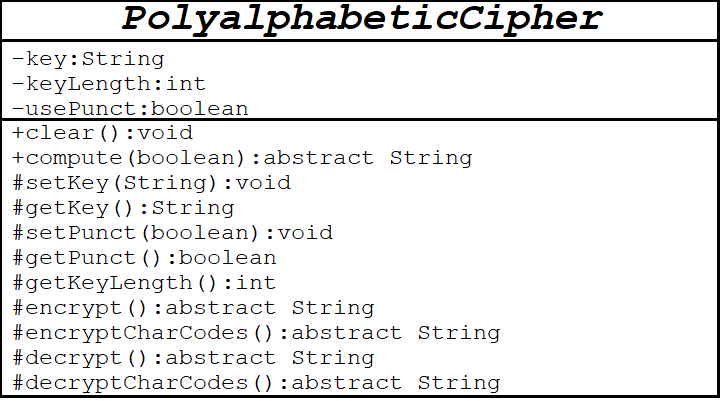 PolyalphabeticCipher
-key:String
-keyLength:int
-usePunct:boolean
+clear():void
+compute(boolean):abstract String
#setKey(String):void
#getKey():String
#setPunct(boolean):void
#getPunct():boolean
#getKeyLength():int
#encrypt():abstract String
#encryptCharCodes():abstract String
#decrypt():abstract String
#decryptCharCodes():abstract String